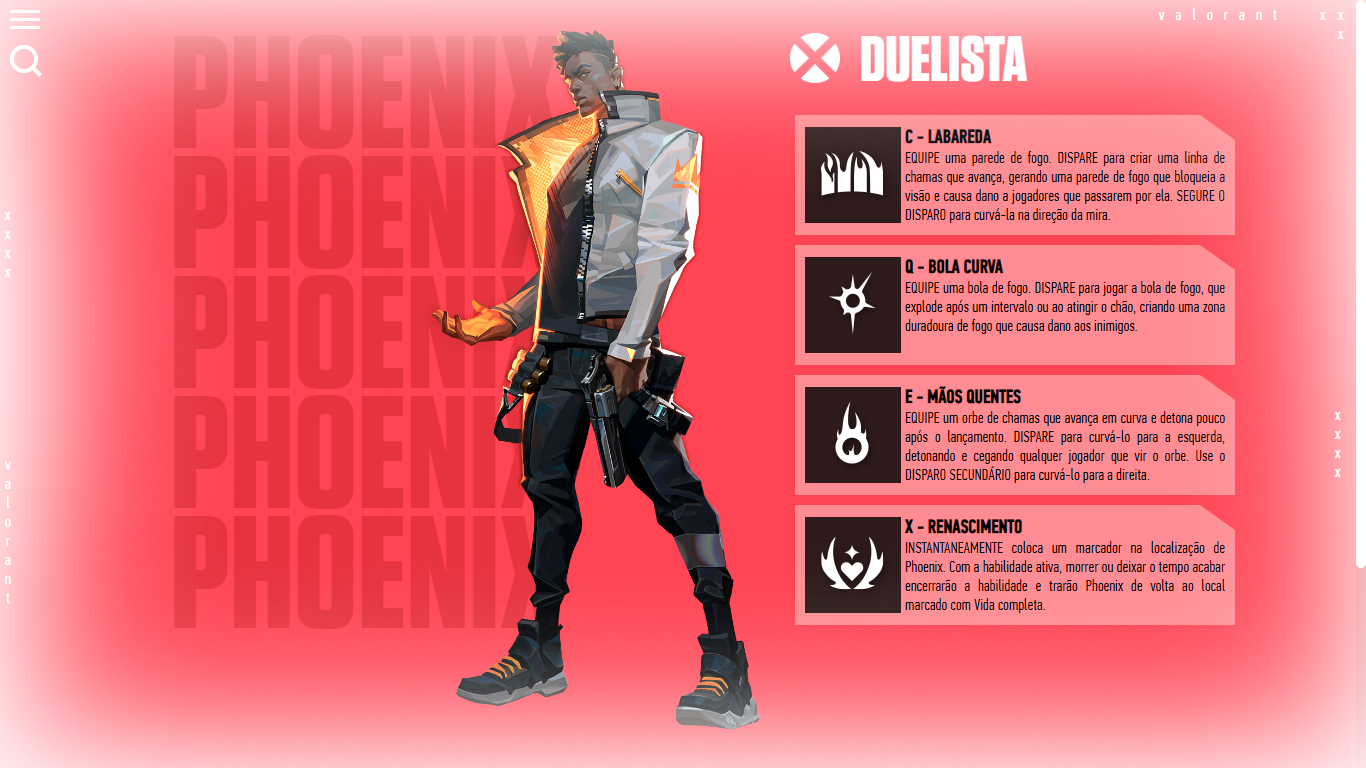 valorant xx
x
PHOENIX
PHOENIX
PHOENIX
PHOENIX
PHOENIX
DUELISTA
C - LABAREDA
EQUIPE uma parede de fogo. DISPARE para criar uma linha de
chamas que avança, gerando uma parede de fogo que bloqueia a
visão e causa dano a jogadores que passarem por ela. SEGURE O
DISPARO para curvá-la na direção da mira.
Q - BOLA CURVA
EQUIPE uma bola de fogo. DISPARE para jogar a bola de fogo, que
explode após um intervalo ou ao atingir o chão, criando uma zona
duradoura de fogo que causa dano aos inimigos.
E - MÃOS QUENTES
EQUIPE um orbe de chamas que avança em curva e detona pouco
após o lançamento. DISPARE para curvá-lo para a esquerda,
detonando e cegando qualquer jogador que vir o orbe. Use o
DISPARO SECUNDÁRIO para curvá-lo para a direita.
X - RENASCIMENTO
INSTANTANEAMENTE coloca um marcador na localização de
Phoenix. Com a habilidade ativa, morrer ou deixar o tempo acabar
encerrarão a habilidade e trarão Phoenix de volta ao local
marcado com Vida completa.
xxxx
valorant
xxxx